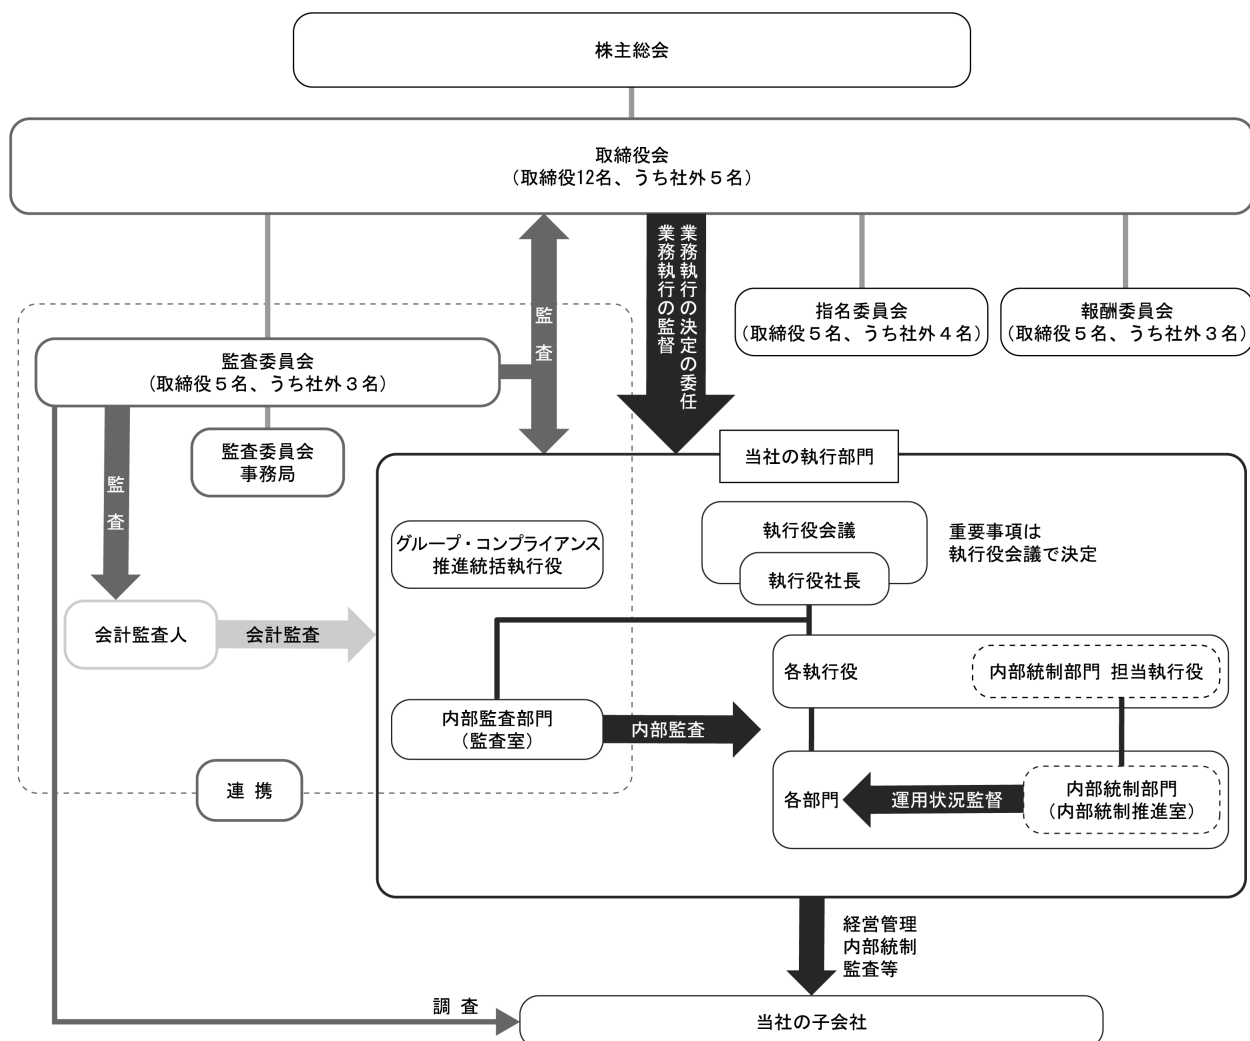 株主総会
取締役会
（取締役12名、うち社外５名）
業務執行の決定の委任
業務執行の監督
監査
指名委員会
（取締役５名、うち社外４名）
報酬委員会
（取締役５名、うち社外３名）
監査委員会
（取締役５名、うち社外３名）
監査委員会
事務局
監査
当社の執行部門
執行役会議
執行役社長
重要事項は
執行役会議で決定
グループ・コンプライアンス
推進統括執行役
会計監査人
会計監査
各執行役
内部統制部門 担当執行役
内部監査部門
（監査室）
内部監査
連 携
各部門
運用状況監督
内部統制部門
（内部統制推進室）
経営管理
内部統制
監査等
調 査
当社の子会社